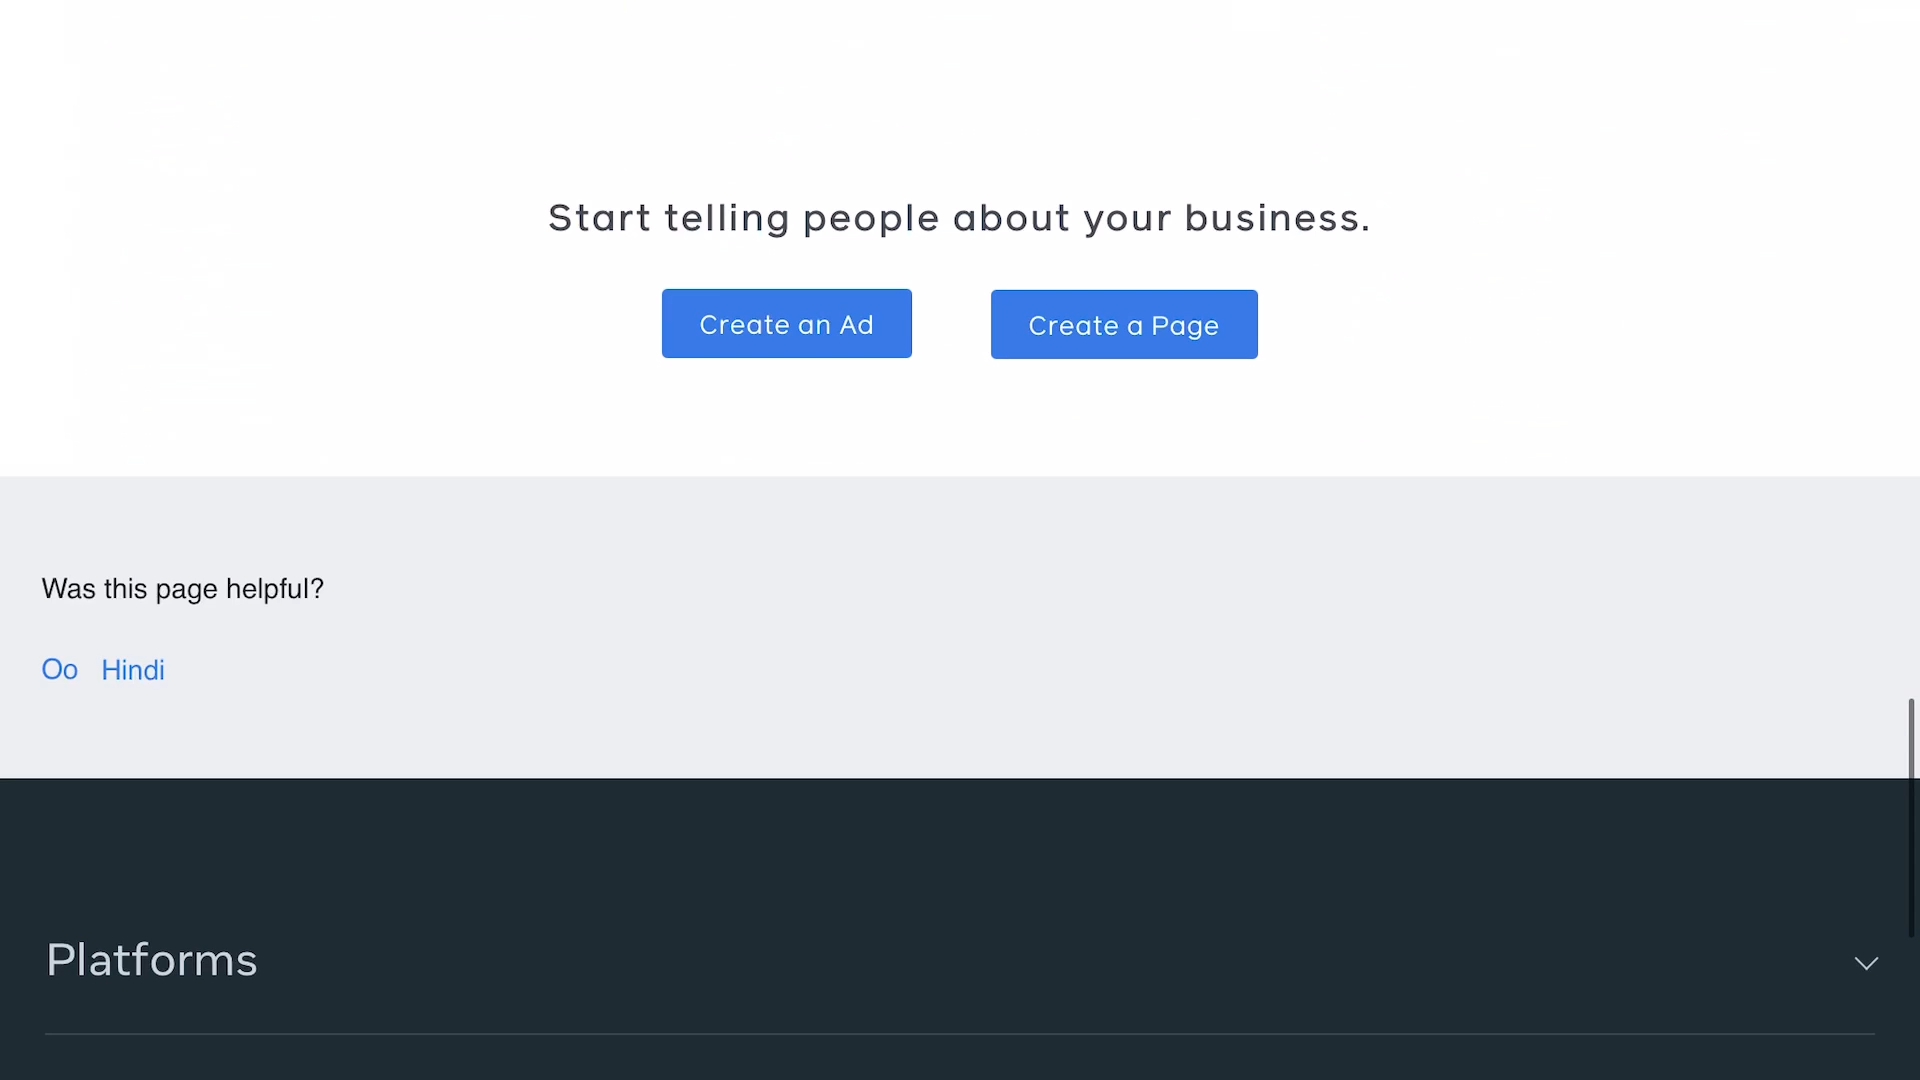 Start telling people about your business.
Create an Ad
Create a Page
Was this page helpful?
Oo Hindi
Platforms